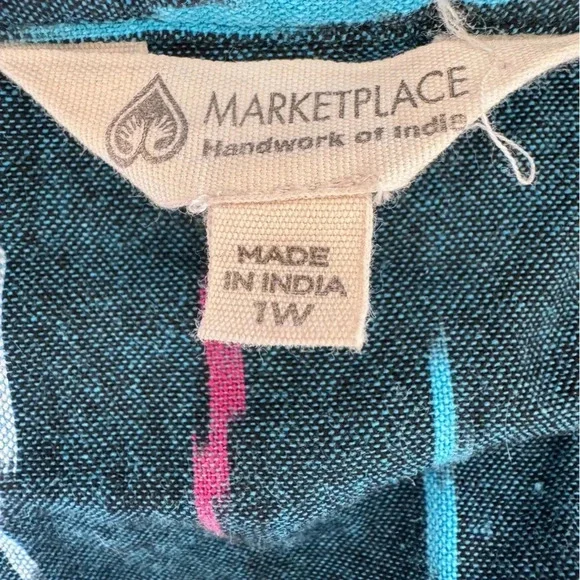 MARKETPLACE
Handwork of India
MADE
IN INDIA
1W